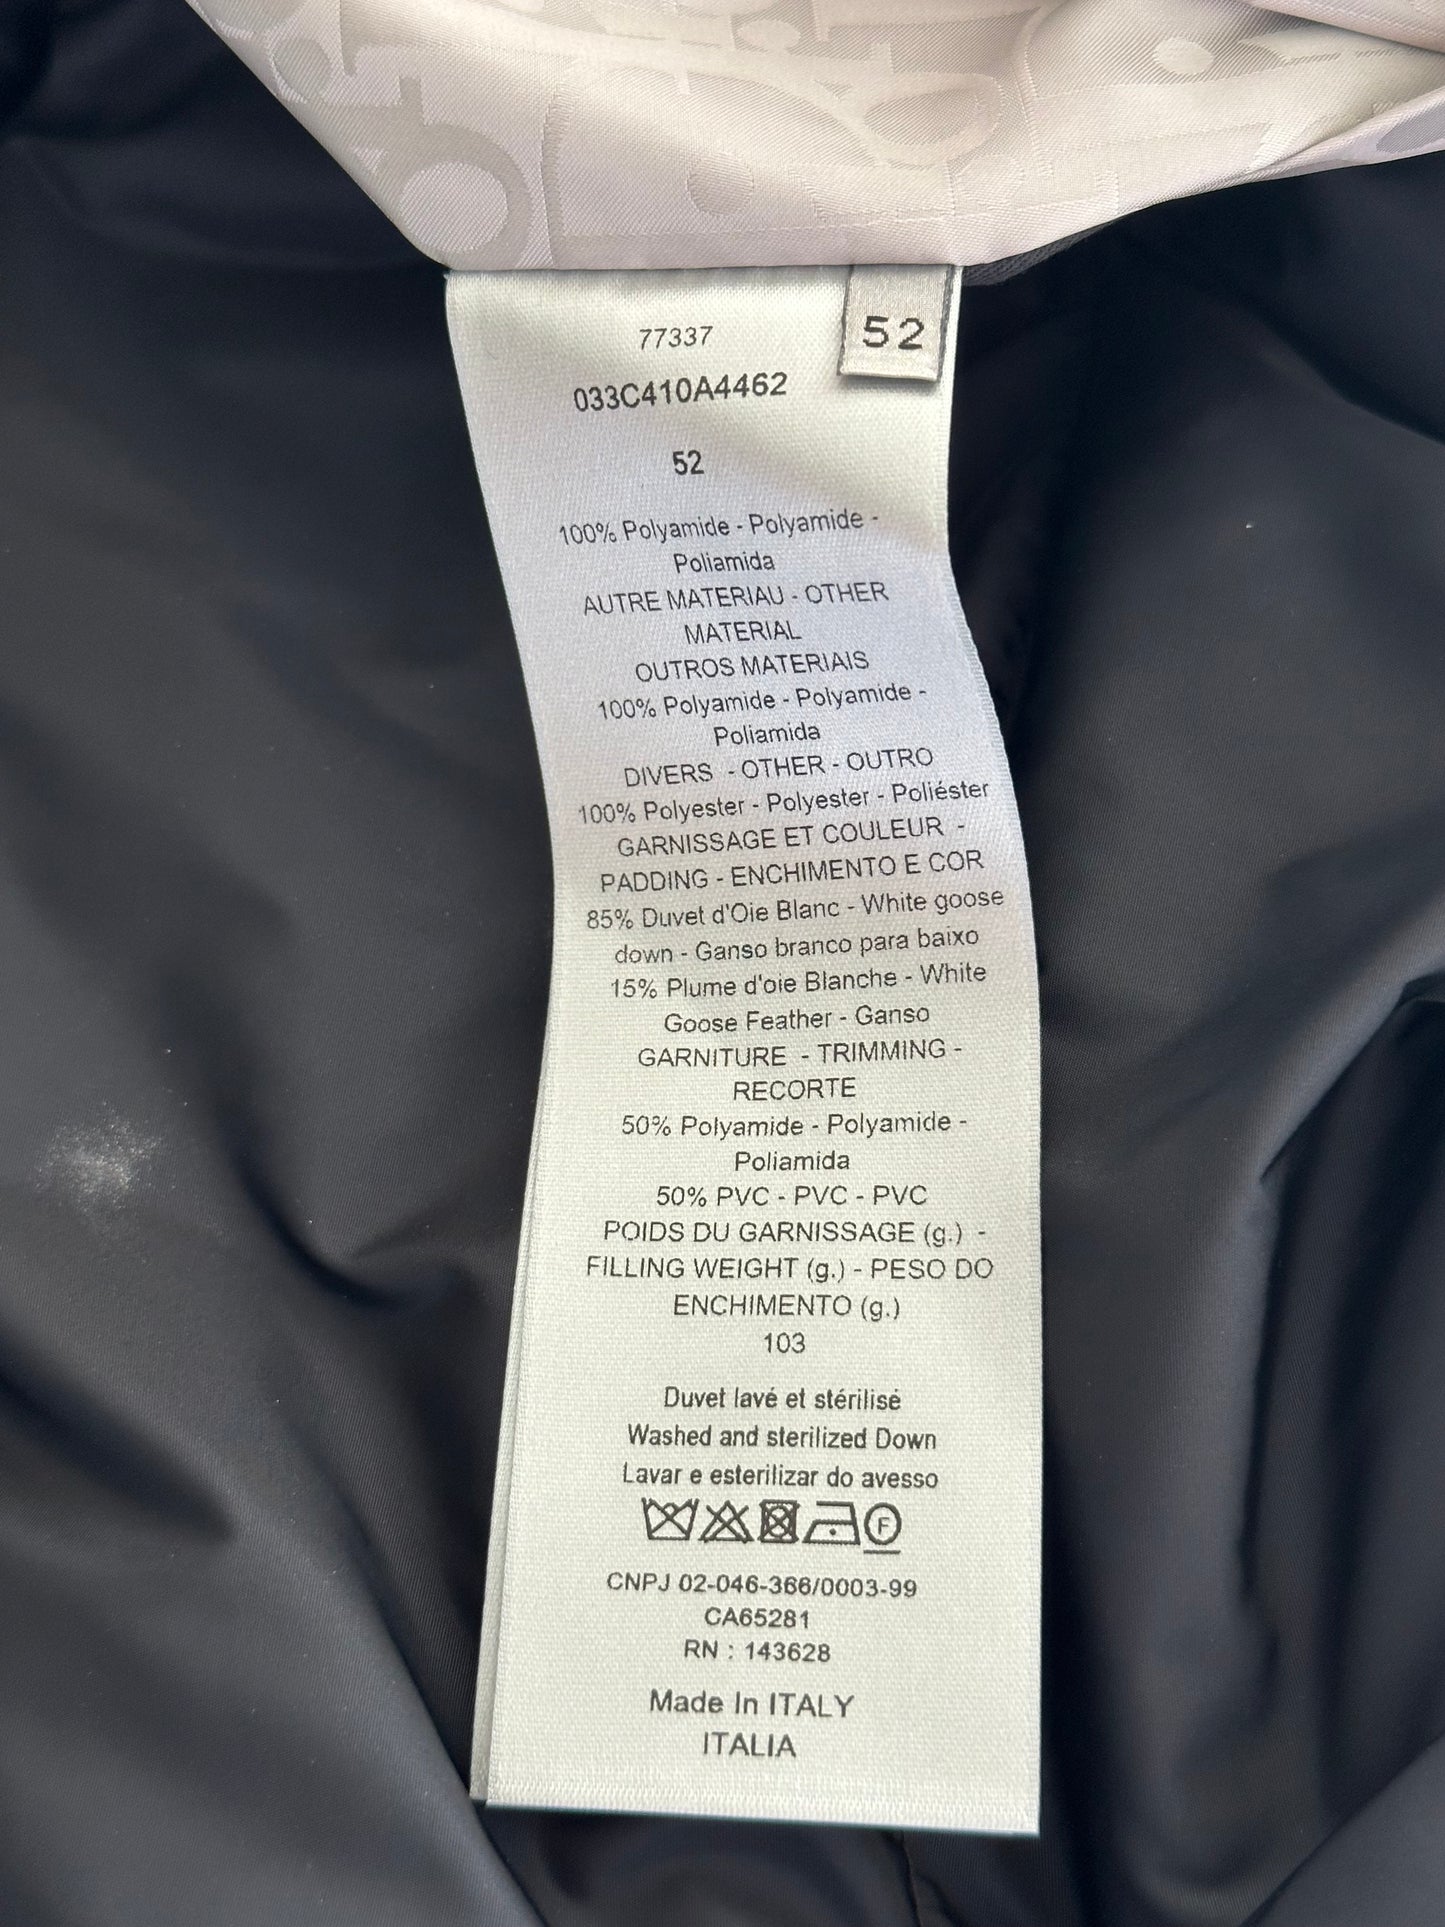 52
77337
033C410A4462
52
100% Polyamide - Polyamide -
Poliamida
AUTRE MATERIAU - OTHER
MATERIAL
OUTROS MATERIAIS
100% Polyamide - Polyamide -
Poliamida
DIVERS - OTHER - OUTRO
100% Polyester - Polyester - Poliéster
GARNISSAGE ET COULEUR -
PADDING - ENCHIMENTO E COR
85% Duvet d'Oie Blanc - White goose
down - Ganso branco para baixo
15% Plume d'oie Blanche - White
Goose Feather - Ganso
GARNITURE - TRIMMING -
RECORTE
50% Polyamide - Polyamide -
Poliamida
50% PVC - PVC - PVC
POIDS DU GARNISSAGE (g.) -
FILLING WEIGHT (g.) - PESO DO
ENCHIMENTO (g.)
103
Duvet lavé et stérilisé
Washed and sterilized Down
Lavar e esterilizar do avesso
F
CNPJ 02-046-366/0003-99
CA65281
RN : 143628
Made In ITALY
ITALIA